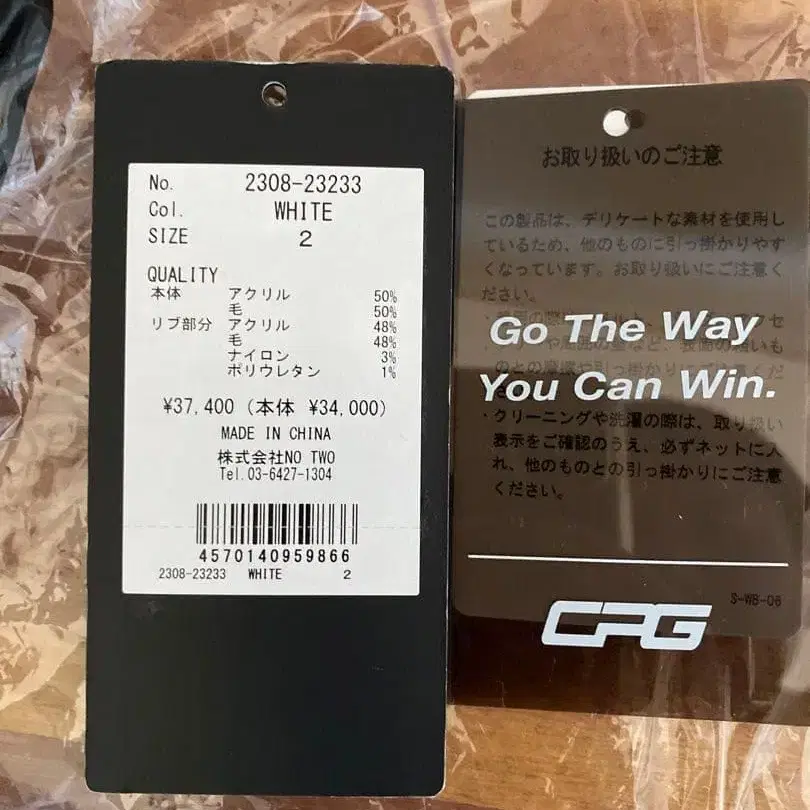 No. 2308-23233
Col. WHITE
SIZE 2
QUALITY
本体 アクリル 50%
毛 50%
リブ部分 アクリル 48%
毛 48%
ナイロン 3%
ポリウレタン 1%
¥37,400 (本体 ¥34,000)
MADE IN CHINA
株式会社NO TWO
Tel.03-6427-1304
4570140959866
2308-23233 WHITE 2
お取り扱いのご注意
この製品は、デリケートな素材を使用し
ているため、他のものに引っ掛かりやす
くなっています。お取り扱いにご注意く
ださい。
Go The Way
You Can Win.
・クリーニングや洗濯の際は、取り扱い
表示をご確認のうえ、必ずネットに入
れ、他のものとの引っ掛かりにご注意
ください。
S-WB-06
CPG